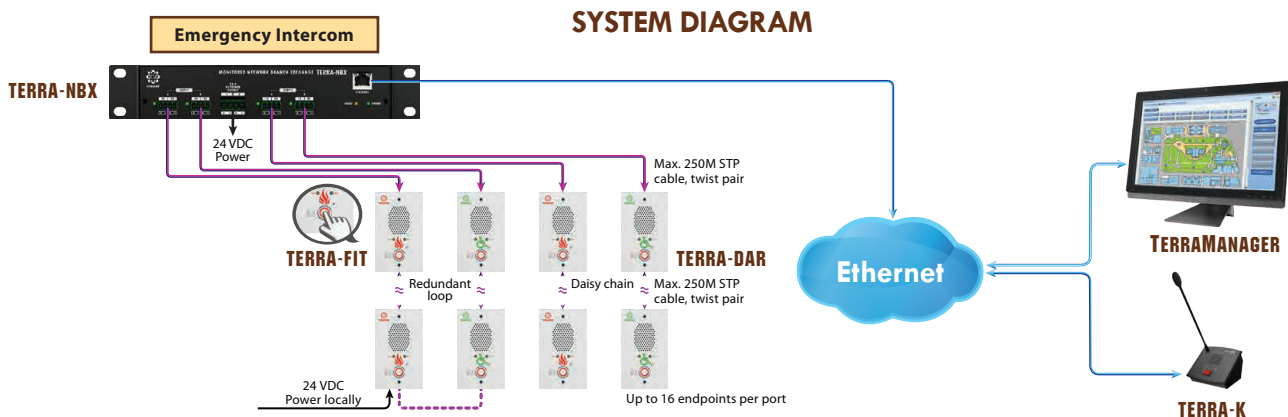 SYSTEM DIAGRAM
Emergency Intercom
MONITORED NETWORK BRANCH EXCHANGE TERRA-NBX
TERRA-NBX
24 VDC
Power
Max. 250M STP
cable, twist pair
TERRA-FIT
TERRA-DAR
Redundant
loop
Daisy chain
Max. 250M STP
cable, twist pair
24 VDC
Power locally
Up to 16 endpoints per port
Ethernet
TERRAMANAGER
TERRA-K